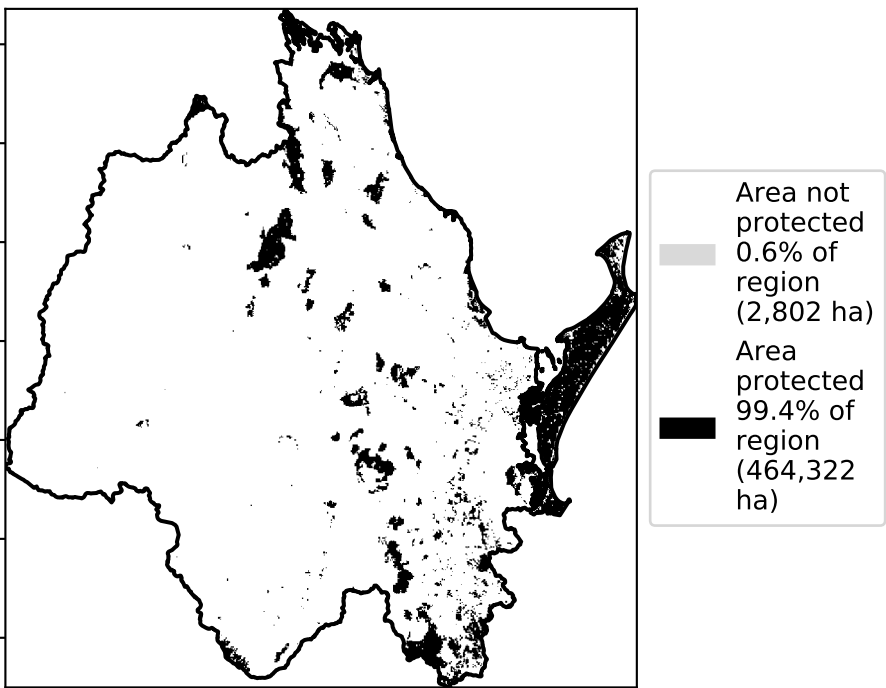 Area not
protected
0.6% of
region
(2,802 ha)
Area
protected
99.4% of
region
(464,322
ha)